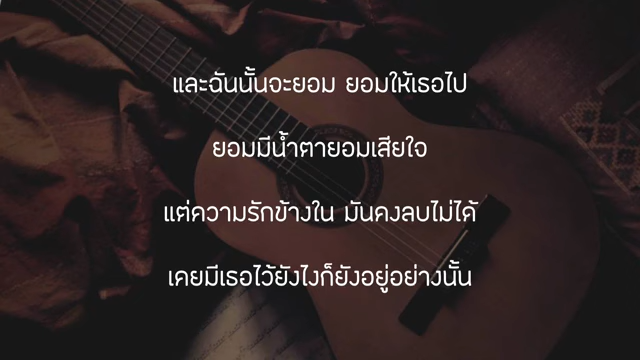 และฉันนั้นจะยอม ยอมให้เธอไป
ยอมมีน้ำตายอมเสียใจ
แต่ความรักข้างใน มันคงลบไม่ได้
เคยมีเธอไว้ยังไงก็ยังอยู่อย่างนั้น